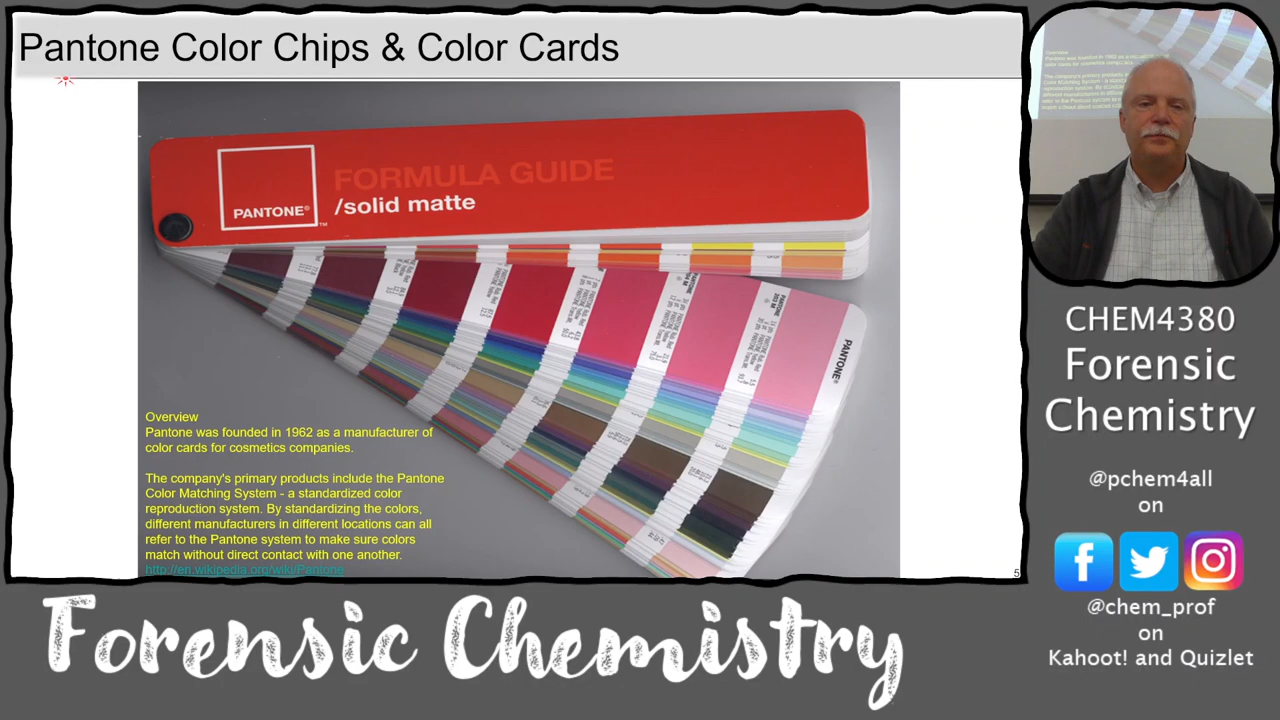 Pantone Color Chips & Color Cards
PANTONE®
™
FORMULA GUIDE
/solid matte
PANTONE®
Overview
Pantone was founded in 1962 as a manufacturer of
color cards for cosmetics companies.
The company's primary products include the Pantone
Color Matching System - a standardized color
reproduction system. By standardizing the colors,
different manufacturers in different locations can all
refer to the Pantone system to make sure colors
match without direct contact with one another.
http://en.wikipedia.org/wiki/Pantone
5
CHEM4380
Forensic
Chemistry
@pchem4all
on
@chem_prof
on
Kahoot! and Quizlet
Forensic Chemistry